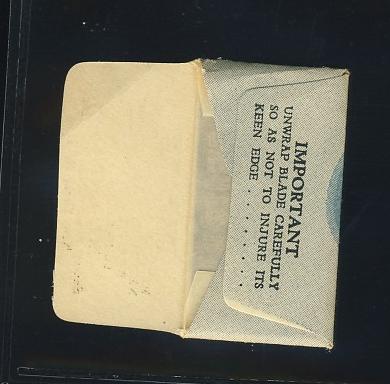 IMPORTANT
UNWRAP BLADE CAREFULLY
SO AS NOT TO INJURE ITS
KEEN EDGE . . . . . . . .